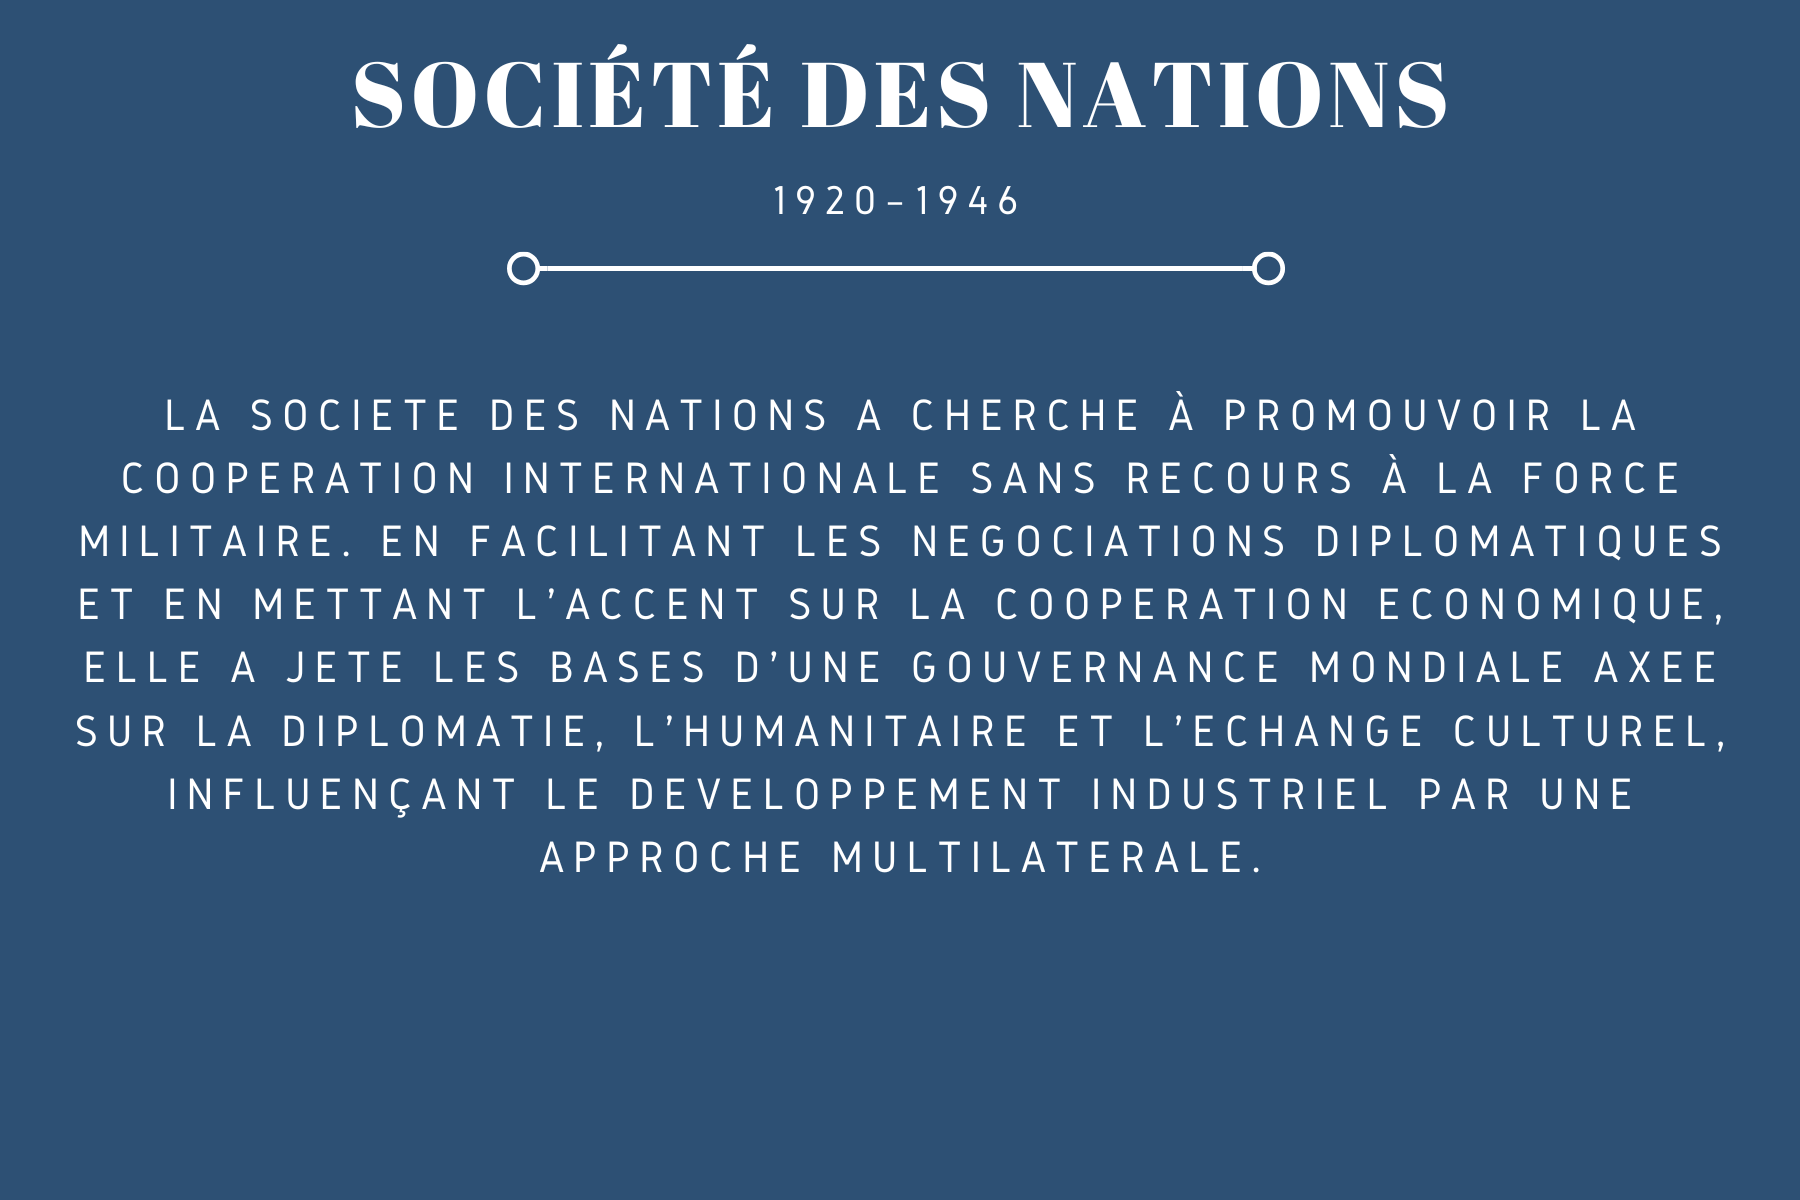 SOCIÉTÉ DES NATIONS
1920-1946
LA SOCIETE DES NATIONS A CHERCHE À PROMOUVOIR LA
COOPERATION INTERNATIONALE SANS RECOURS À LA FORCE
MILITAIRE. EN FACILITANT LES NEGOCIATIONS DIPLOMATIQUES
ET EN METTANT L’ACCENT SUR LA COOPERATION ECONOMIQUE,
ELLE A JETE LES BASES D’UNE GOUVERNANCE MONDIALE AXEE
SUR LA DIPLOMATIE, L’HUMANITAIRE ET L’ECHANGE CULTUREL,
INFLUENÇANT LE DEVELOPPEMENT INDUSTRIEL PAR UNE
APPROCHE MULTILATERALE.